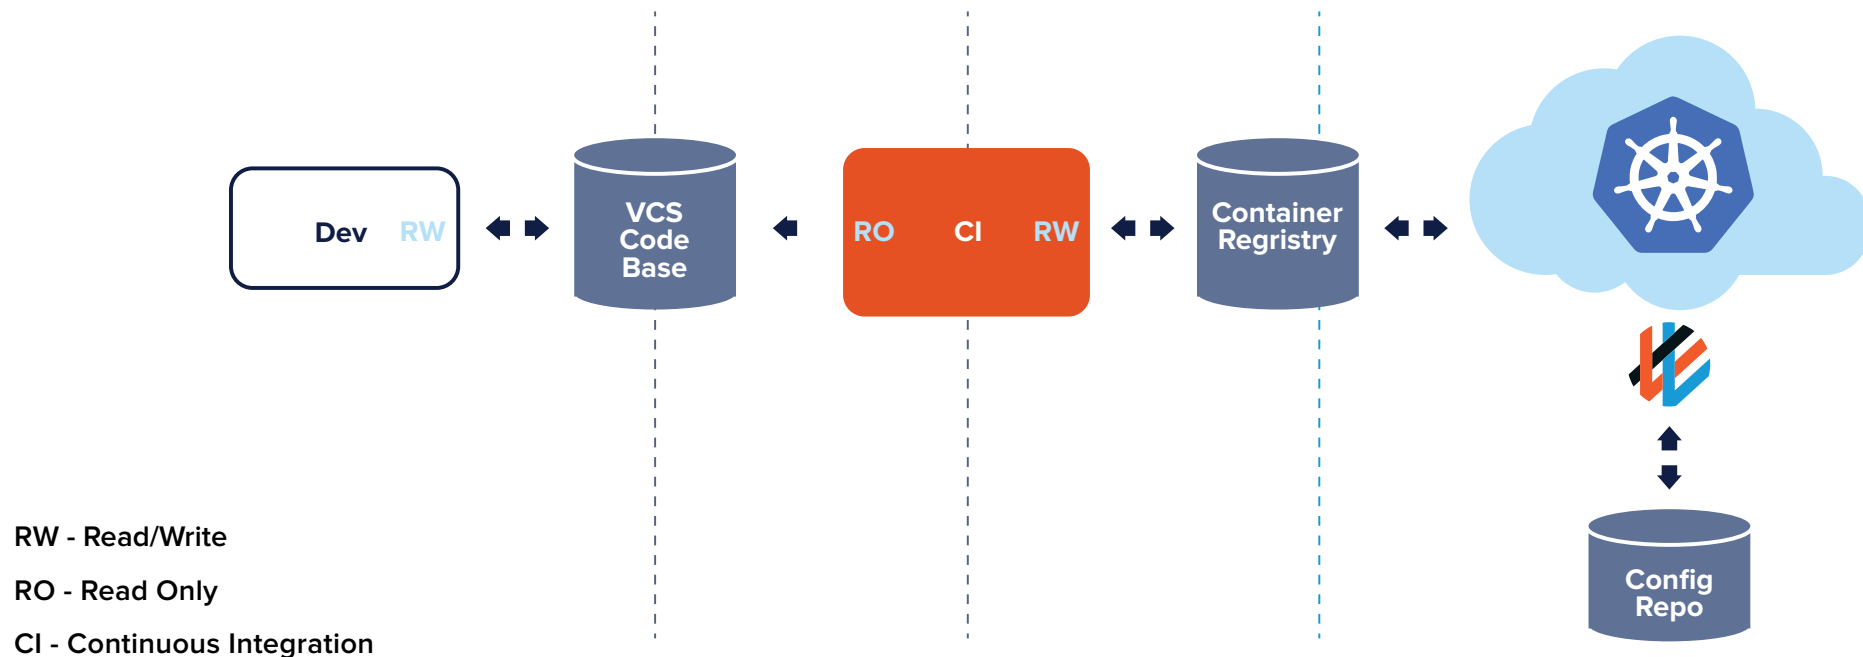 Dev RW
VCS
Code
Base
RO CI RW
Container
Regristry
Config
Repo
RW - Read/Write
RO - Read Only
CI - Continuous Integration